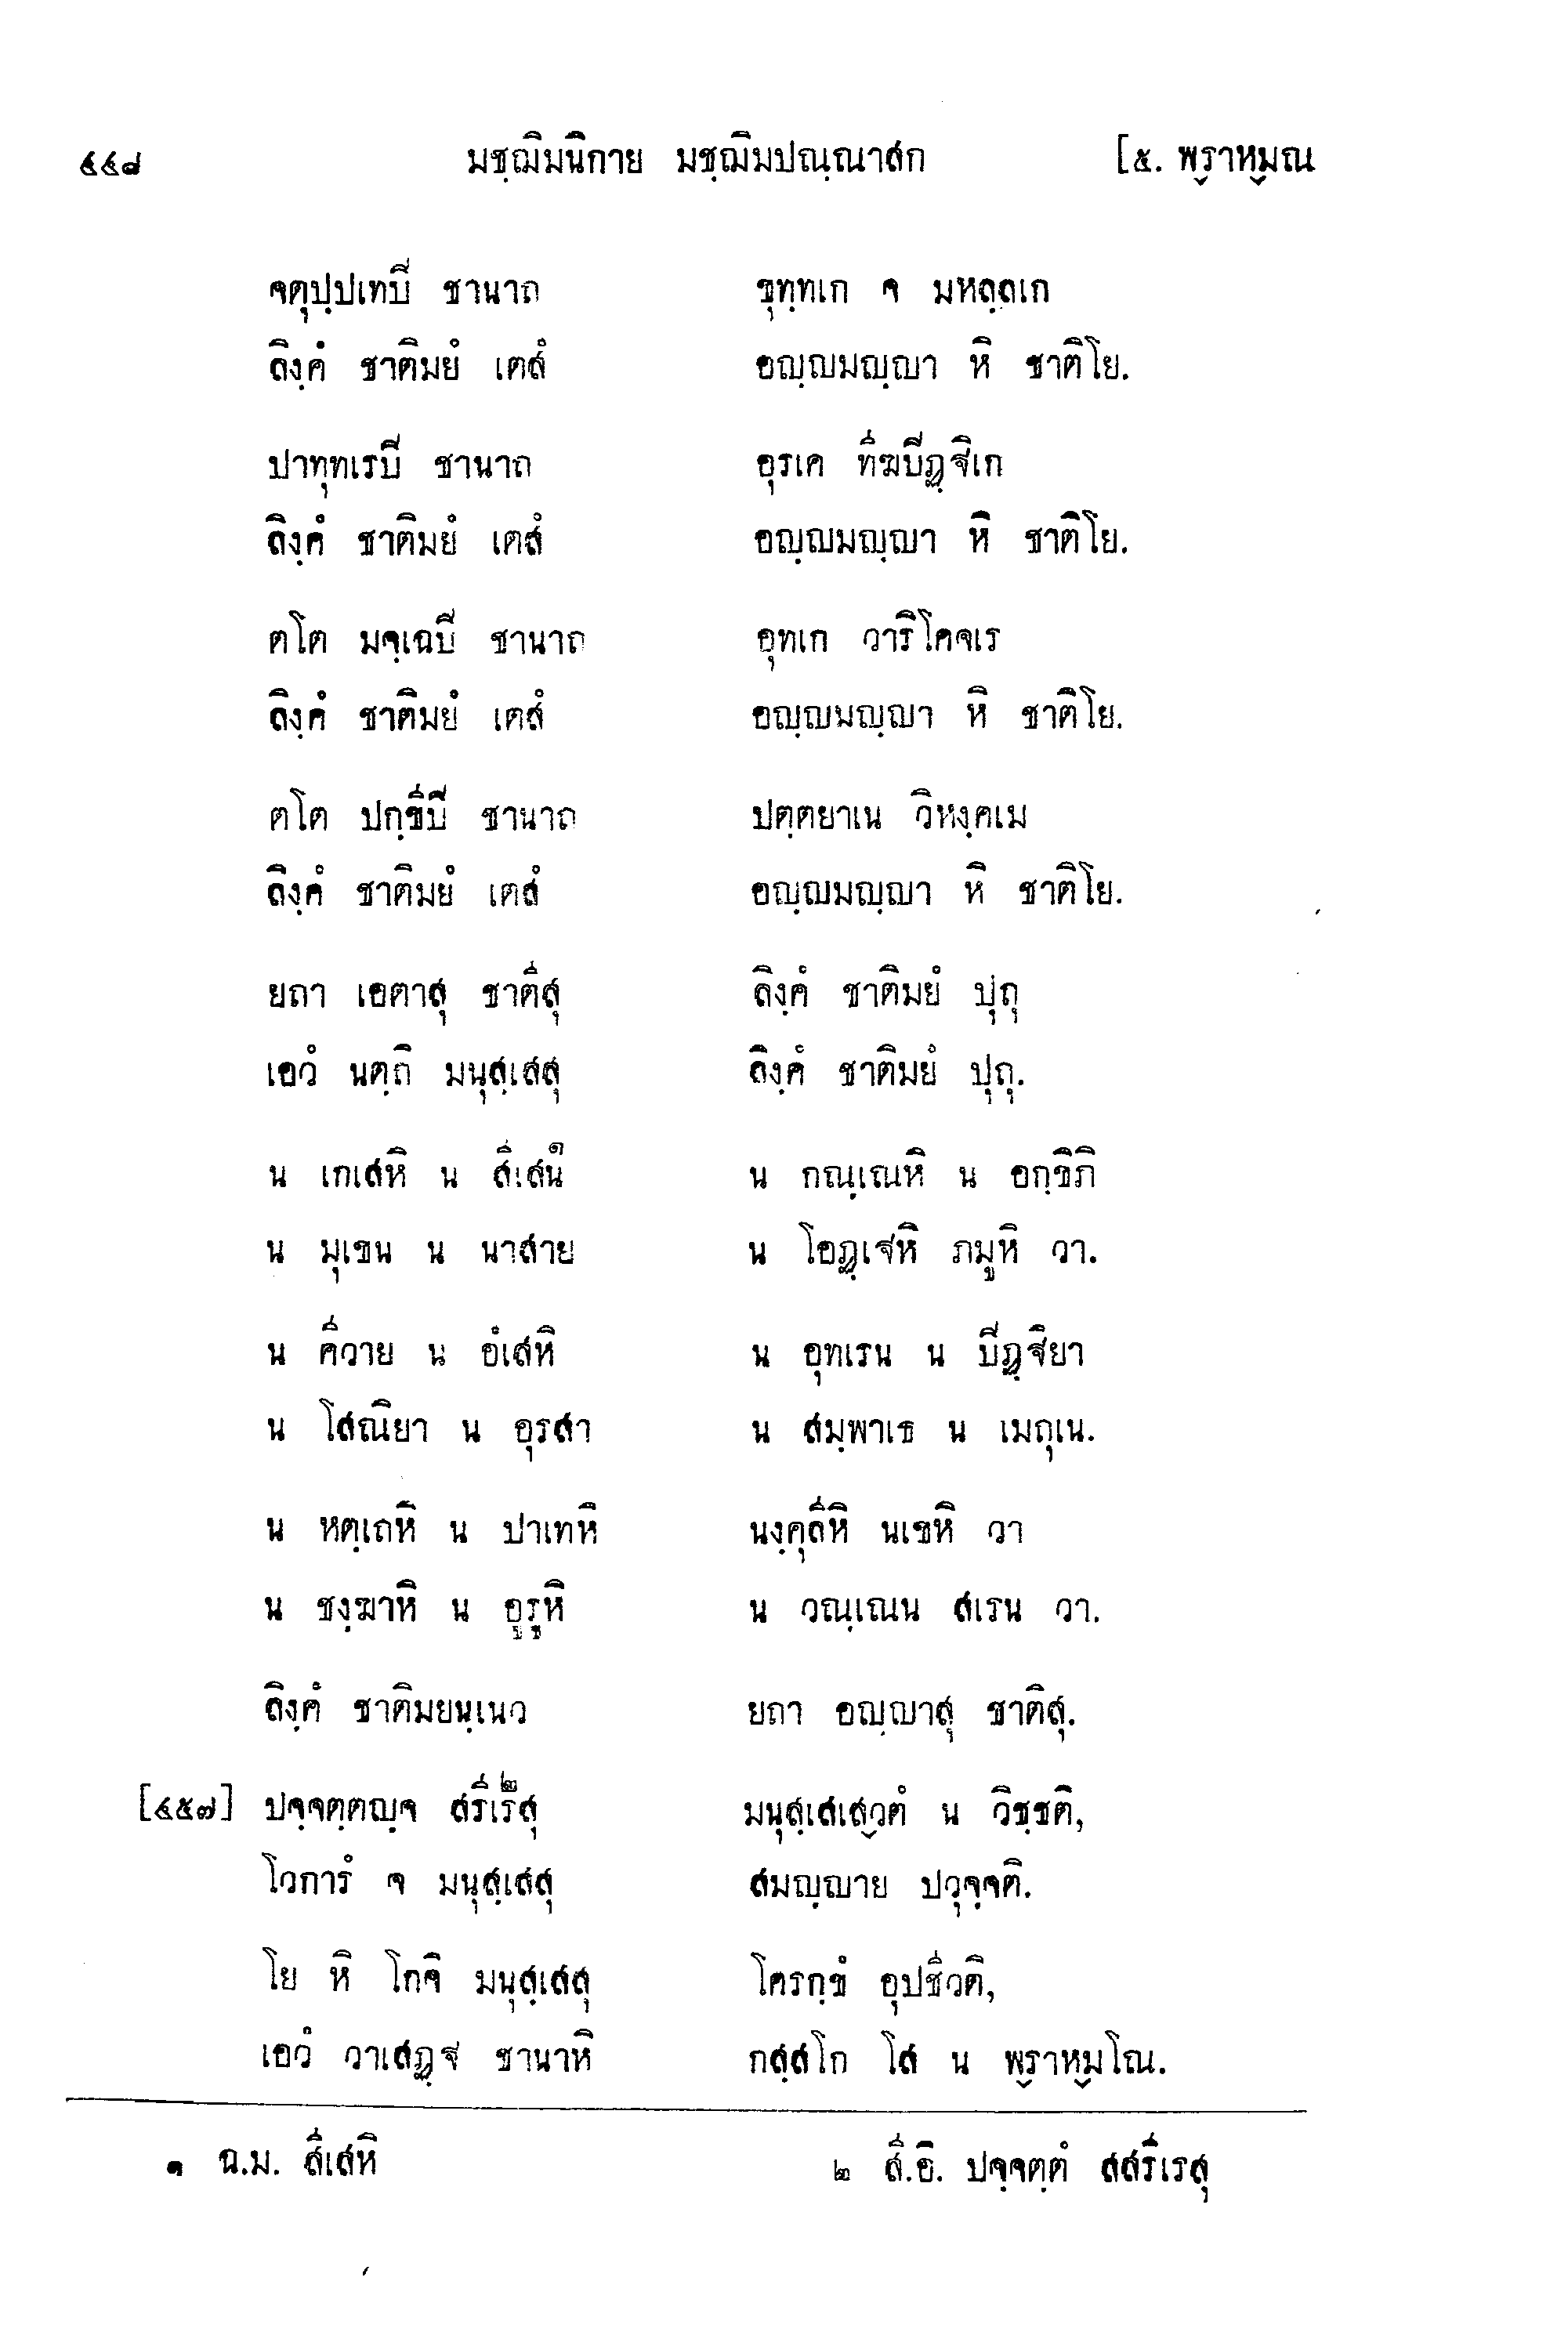 ๔๔๘ มชฺฌิมนิกาย มชฺฌิมปณฺณาสก [๕. พ๎ราห๎มณ
จตุปฺปเทปิ ชานาถ ขุทฺทเก จ มหลฺลเก
ลิงฺคํ ชาติมยํ เตสํ อญฺญมญฺญา หิ ชาติโย.
ปาทุทเรปิ ชานาถ อุรเค ทีฆปิฏฺฐิเก
ลิงฺคํ ชาติมยํ เตสํ อญฺญมญฺญา หิ ชาติโย.
ตโต มจฺเฉปิ ชานาถ อุทเก วาริโคจเร
ลิงฺคํ ชาติมยํ เตสํ อญฺญมญฺญา หิ ชาติโย.
ตโต ปกฺขีปิ ชานาถ ปตฺตยาเน วิหงฺคเม
ลิงฺคํ ชาติมยํ เตสํ อญฺญมญฺญา หิ ชาติโย.
ยถา เอตาสุ ชาตีสุ ลิงฺคํ ชาติมยํ ปุถุ
เอวํ นตฺถิ มนุสฺเสสุ ลิงฺคํ ชาติมยํ ปุถุ.
น เกเสหิ น สีเสน๑ น กณฺเณหิ น อกฺขิภิ
น มุเขน น นาสาย น โอฏฺเฐหิ ภมูหิ วา.
น คีวาย น อํเสหิ น อุทเรน น ปิฏฺฐิยา
น โสณิยา น อุรสา น สมฺพาเธ น เมถุเน.
น หตฺเถหิ น ปาเทหิ นงฺคุลีหิ นเขหิ วา
น ชงฺฆาหิ น อูรูหิ น วณฺเณน สเรน วา.
ลิงฺคํ ชาติมยนฺเนว ยถา อญฺญาสุ ชาติสุ.
[๔๕๗] ปจฺจตฺตญฺจ สรีเร๒สุ มนุสฺเสเส๎วตํ น วิชฺชติ,
โวการํ จ มนุสฺเสสุ สมญฺญาย ปวุจฺจติ.
โย หิ โกจิ มนุสฺเสสุ โครกฺขํ อุปชีวติ,
เอวํ วาเสฏฺฐ ชานาหิ กสฺสโก โส น พ๎ราห๎มโณ.
๑ ฉ.ม. สีเสหิ ๒ สี.อิ. ปจฺจตฺตํ สสรีเรสุ